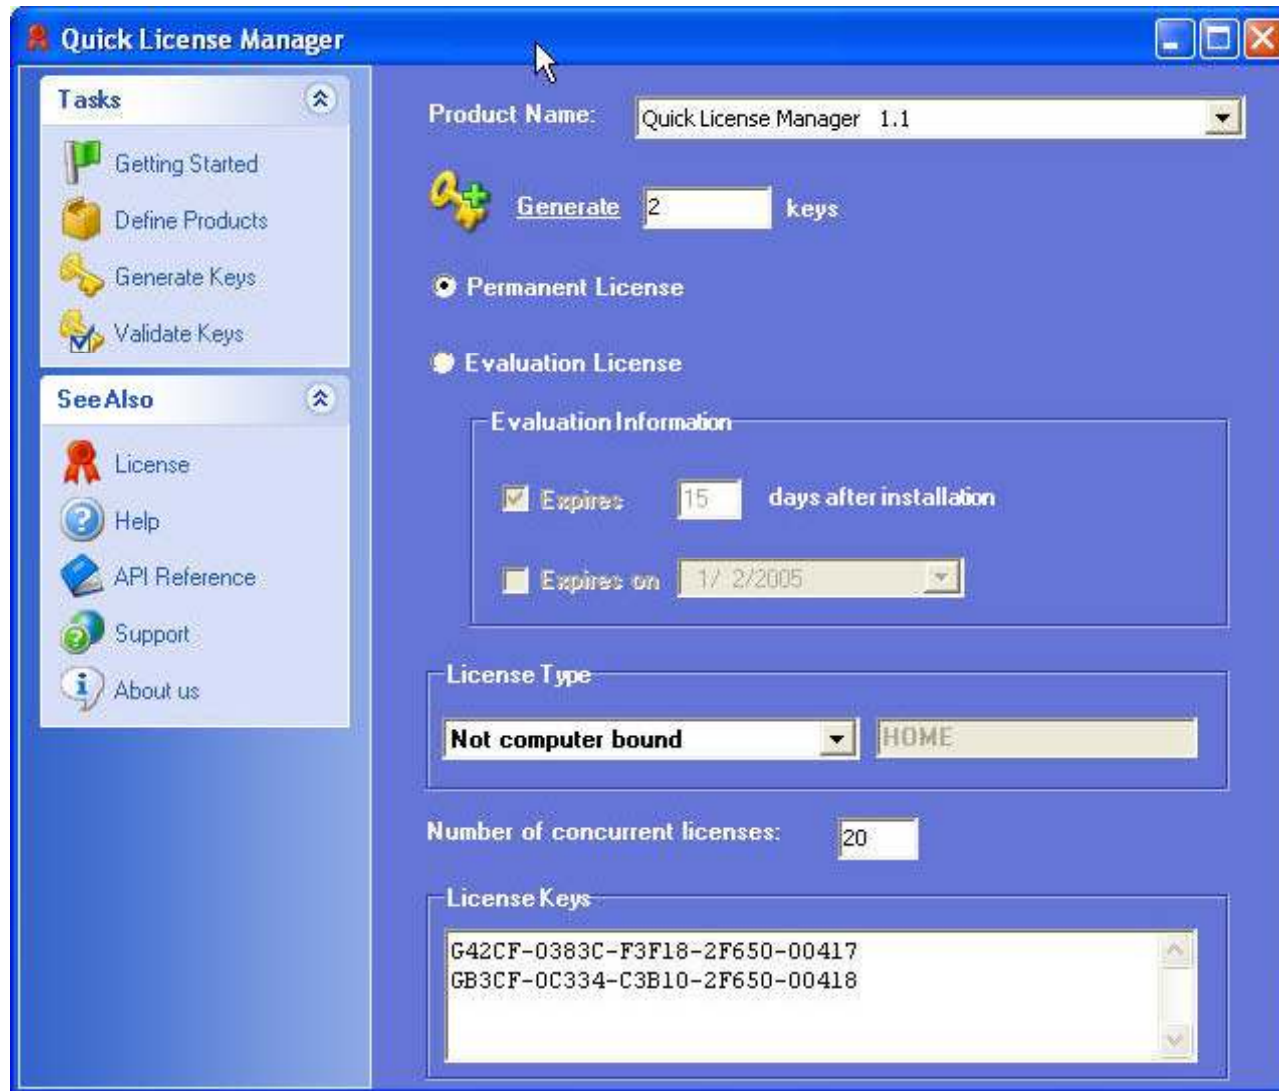 Quick License Manager
Tasks
Getting Started
Define Products
Generate Keys
Validate Keys
See Also
License
Help
API Reference
Support
About us
Product Name: Quick License Manager 1.1
Generate 2 keys
Permanent License
Evaluation License
Evaluation Information
Expires 15 days after installation
Expires on 1/ 2/2005
License Type
Not computer bound HOME
Number of concurrent licenses: 20
License Keys
G42CF-0383C-F3F18-2F650-00417
GB3CF-0C334-C3B10-2F650-00418